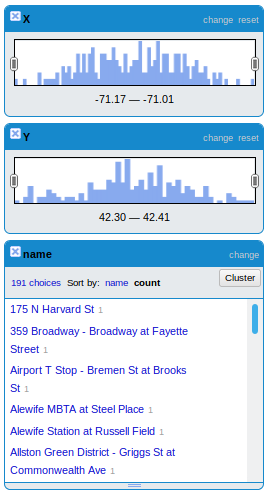 X change reset
-71.17 — -71.01
Y change reset
42.30 — 42.41
name change
191 choices Sort by: name count Cluster
175 N Harvard St 1
359 Broadway - Broadway at Fayette
Street 1
Airport T Stop - Bremen St at Brooks
St 1
Alewife MBTA at Steel Place 1
Alewife Station at Russell Field 1
Allston Green District - Griggs St at
Commonwealth Ave 1